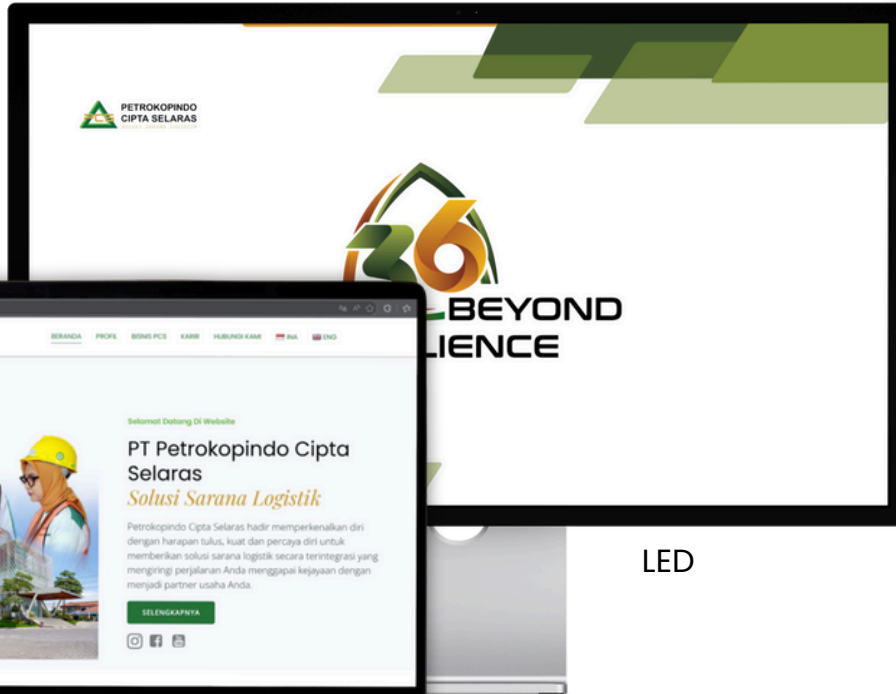 PETROKOPINDO
CIPTA SELARAS
36
BEYOND
LIENCE
BERANDA PROFIL BISNIS PCS KARIR HUBUNGI KAMI INA ENG
Selamat Datang Di Website
PT Petrokopindo Cipta
Selaras
Solusi Sarana Logistik
Petrokopindo Cipta Selaras hadir memperkenalkan diri
dengan harapan tulus, kuat dan percaya diri untuk
memberikan solusi sarana logistik secara terintegrasi yang
mengiringi perjalanan Anda menggapai kejayaan dengan
menjadi partner usaha Anda.
SELENGKAPNYA
LED